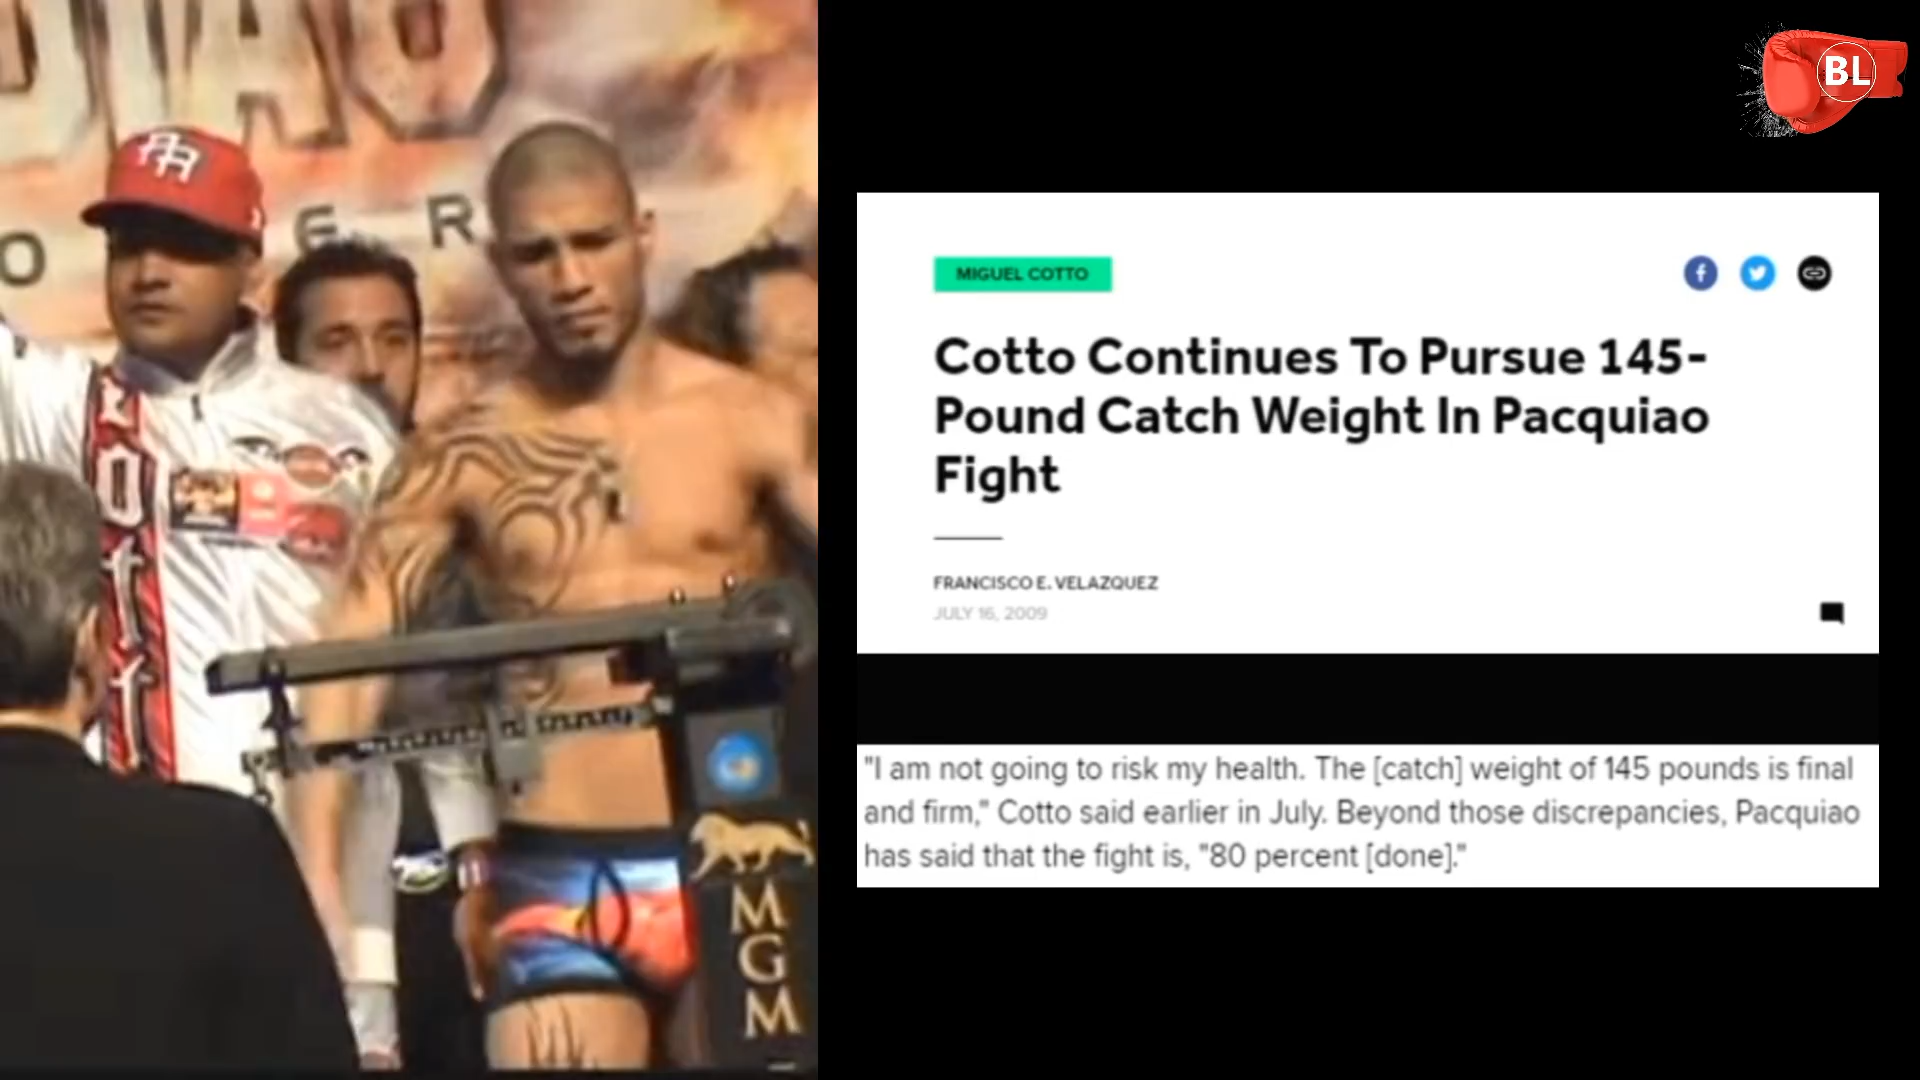 DIAO
O
E R
Cotto
MGM
BL
MIGUEL COTTO
Cotto Continues To Pursue 145-
Pound Catch Weight In Pacquiao
Fight
FRANCISCO E. VELAZQUEZ
JULY 16, 2009
"I am not going to risk my health. The [catch] weight of 145 pounds is final
and firm," Cotto said earlier in July. Beyond those discrepancies, Pacquiao
has said that the fight is, "80 percent [done]."